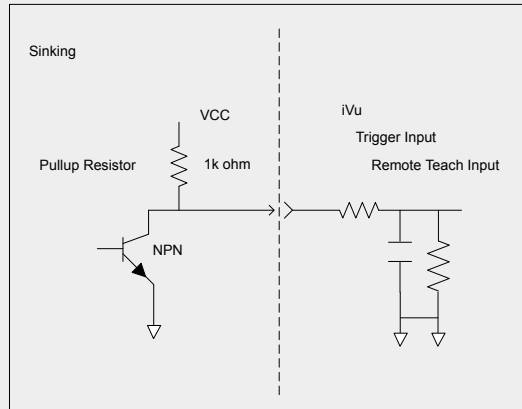 Sinking
iVu
VCC
Trigger Input
Pullup Resistor
1k ohm
Remote Teach Input
NPN